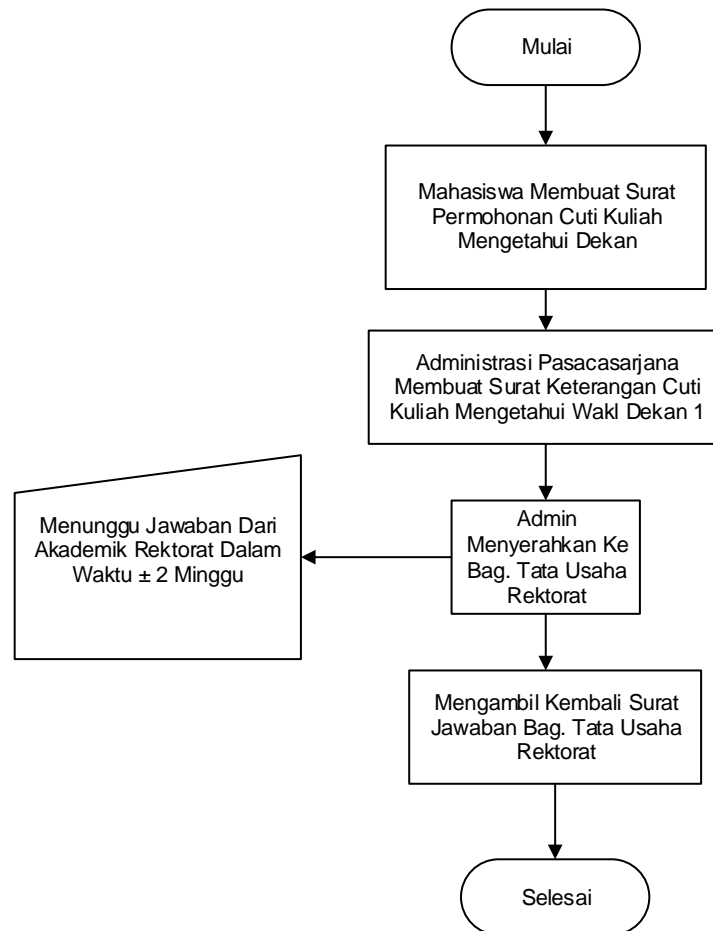 Mulai
Mahasiswa Membuat Surat
Permohonan Cuti Kuliah
Mengetahui Dekan
Administrasi Pasacasarjana
Membuat Surat Keterangan Cuti
Kuliah Mengetahui Wakl Dekan 1
Admin
Menyerahkan Ke
Bag. Tata Usaha
Rektorat
Menunggu Jawaban Dari
Akademik Rektorat Dalam
Waktu ± 2 Minggu
Mengambil Kembali Surat
Jawaban Bag. Tata Usaha
Rektorat
Selesai